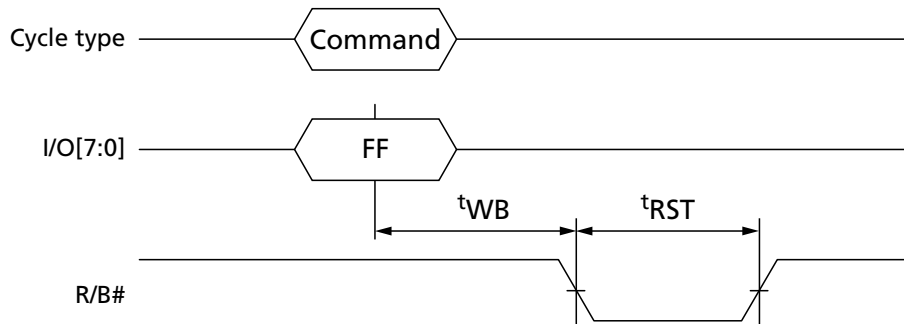 Cycle type Command
I/O[7:0] FF
tWB tRST
R/B#